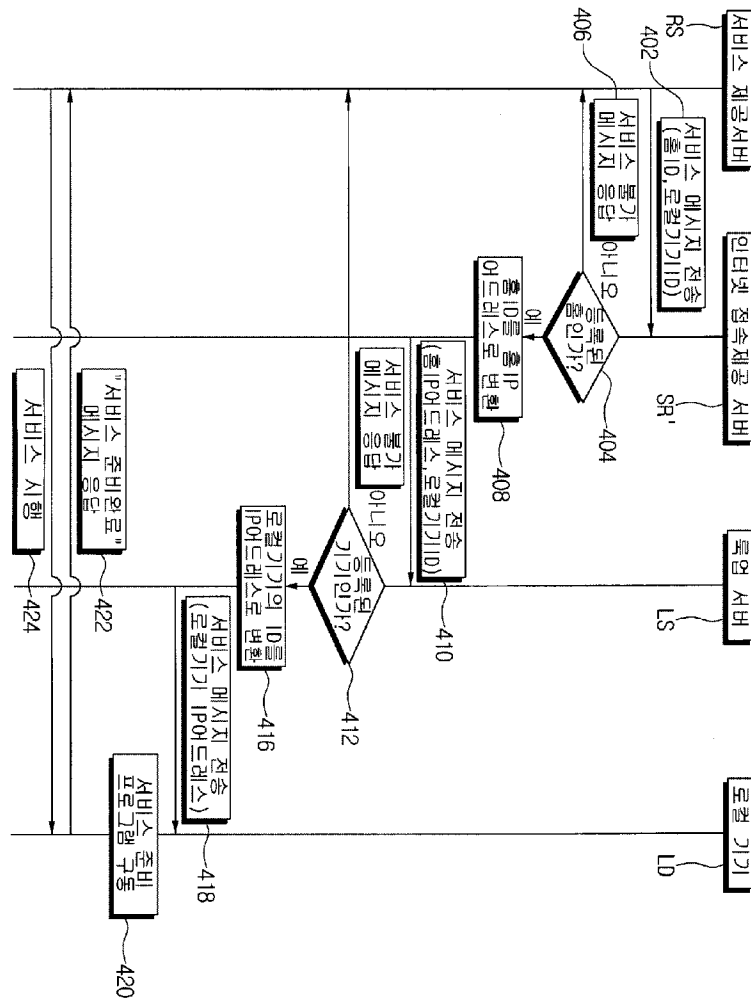 서비스 제공서버
RS
인터넷 접속제공 서버
SR'
룩업 서버
LS
로컬 기기
LD
402
서비스 메시지 전송
(홈ID,로컬기기ID)
406
서비스 불가
메시지 응답
아니오
등록된
홈인가?
404
예
홈ID를 홈IP
어드레스로 변환
408
서비스 메시지 전송
(홈IP어드레스,로컬기기ID)
410
서비스 불가
메시지 응답
아니오
등록된
기기인가?
412
예
로컬기기의 ID를
IP어드레스로 변환
416
서비스 메시지 전송
(로컬기기 IP어드레스)
418
서비스 준비
프로그램 구동
420
"서비스 준비완료"
메시지 응답
422
서비스 시행
424